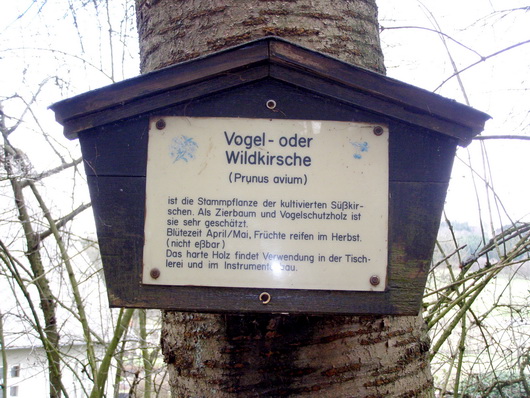 Vogel- oder
Wildkirsche
(Prunus avium)
ist die Stampflanze der kultivierten Süßkir-
schen. Als Zierbaum und Vogelschutzholz ist
sie sehr geschätzt.
Blütezeit April/Mai, Früchte reifen im Herbst.
(nicht eßbar)
Das harte Holz findet Verwendung in der Tisch-
lerei und im Instrumentenbau.